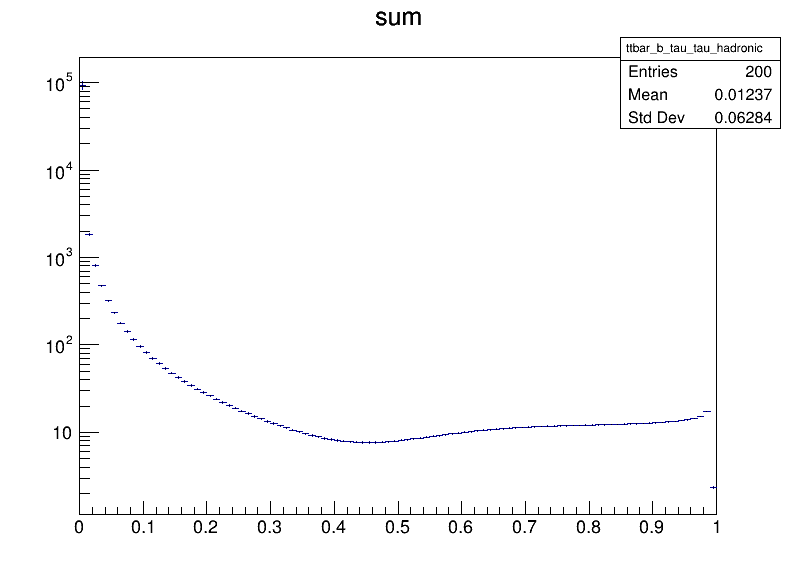 sum
ttbar_b_tau_tau_hadronic
Entries 200
Mean 0.01237
Std Dev 0.06284
10^5
10^4
10^3
10^2
10
0 0.1 0.2 0.3 0.4 0.5 0.6 0.7 0.8 0.9 1